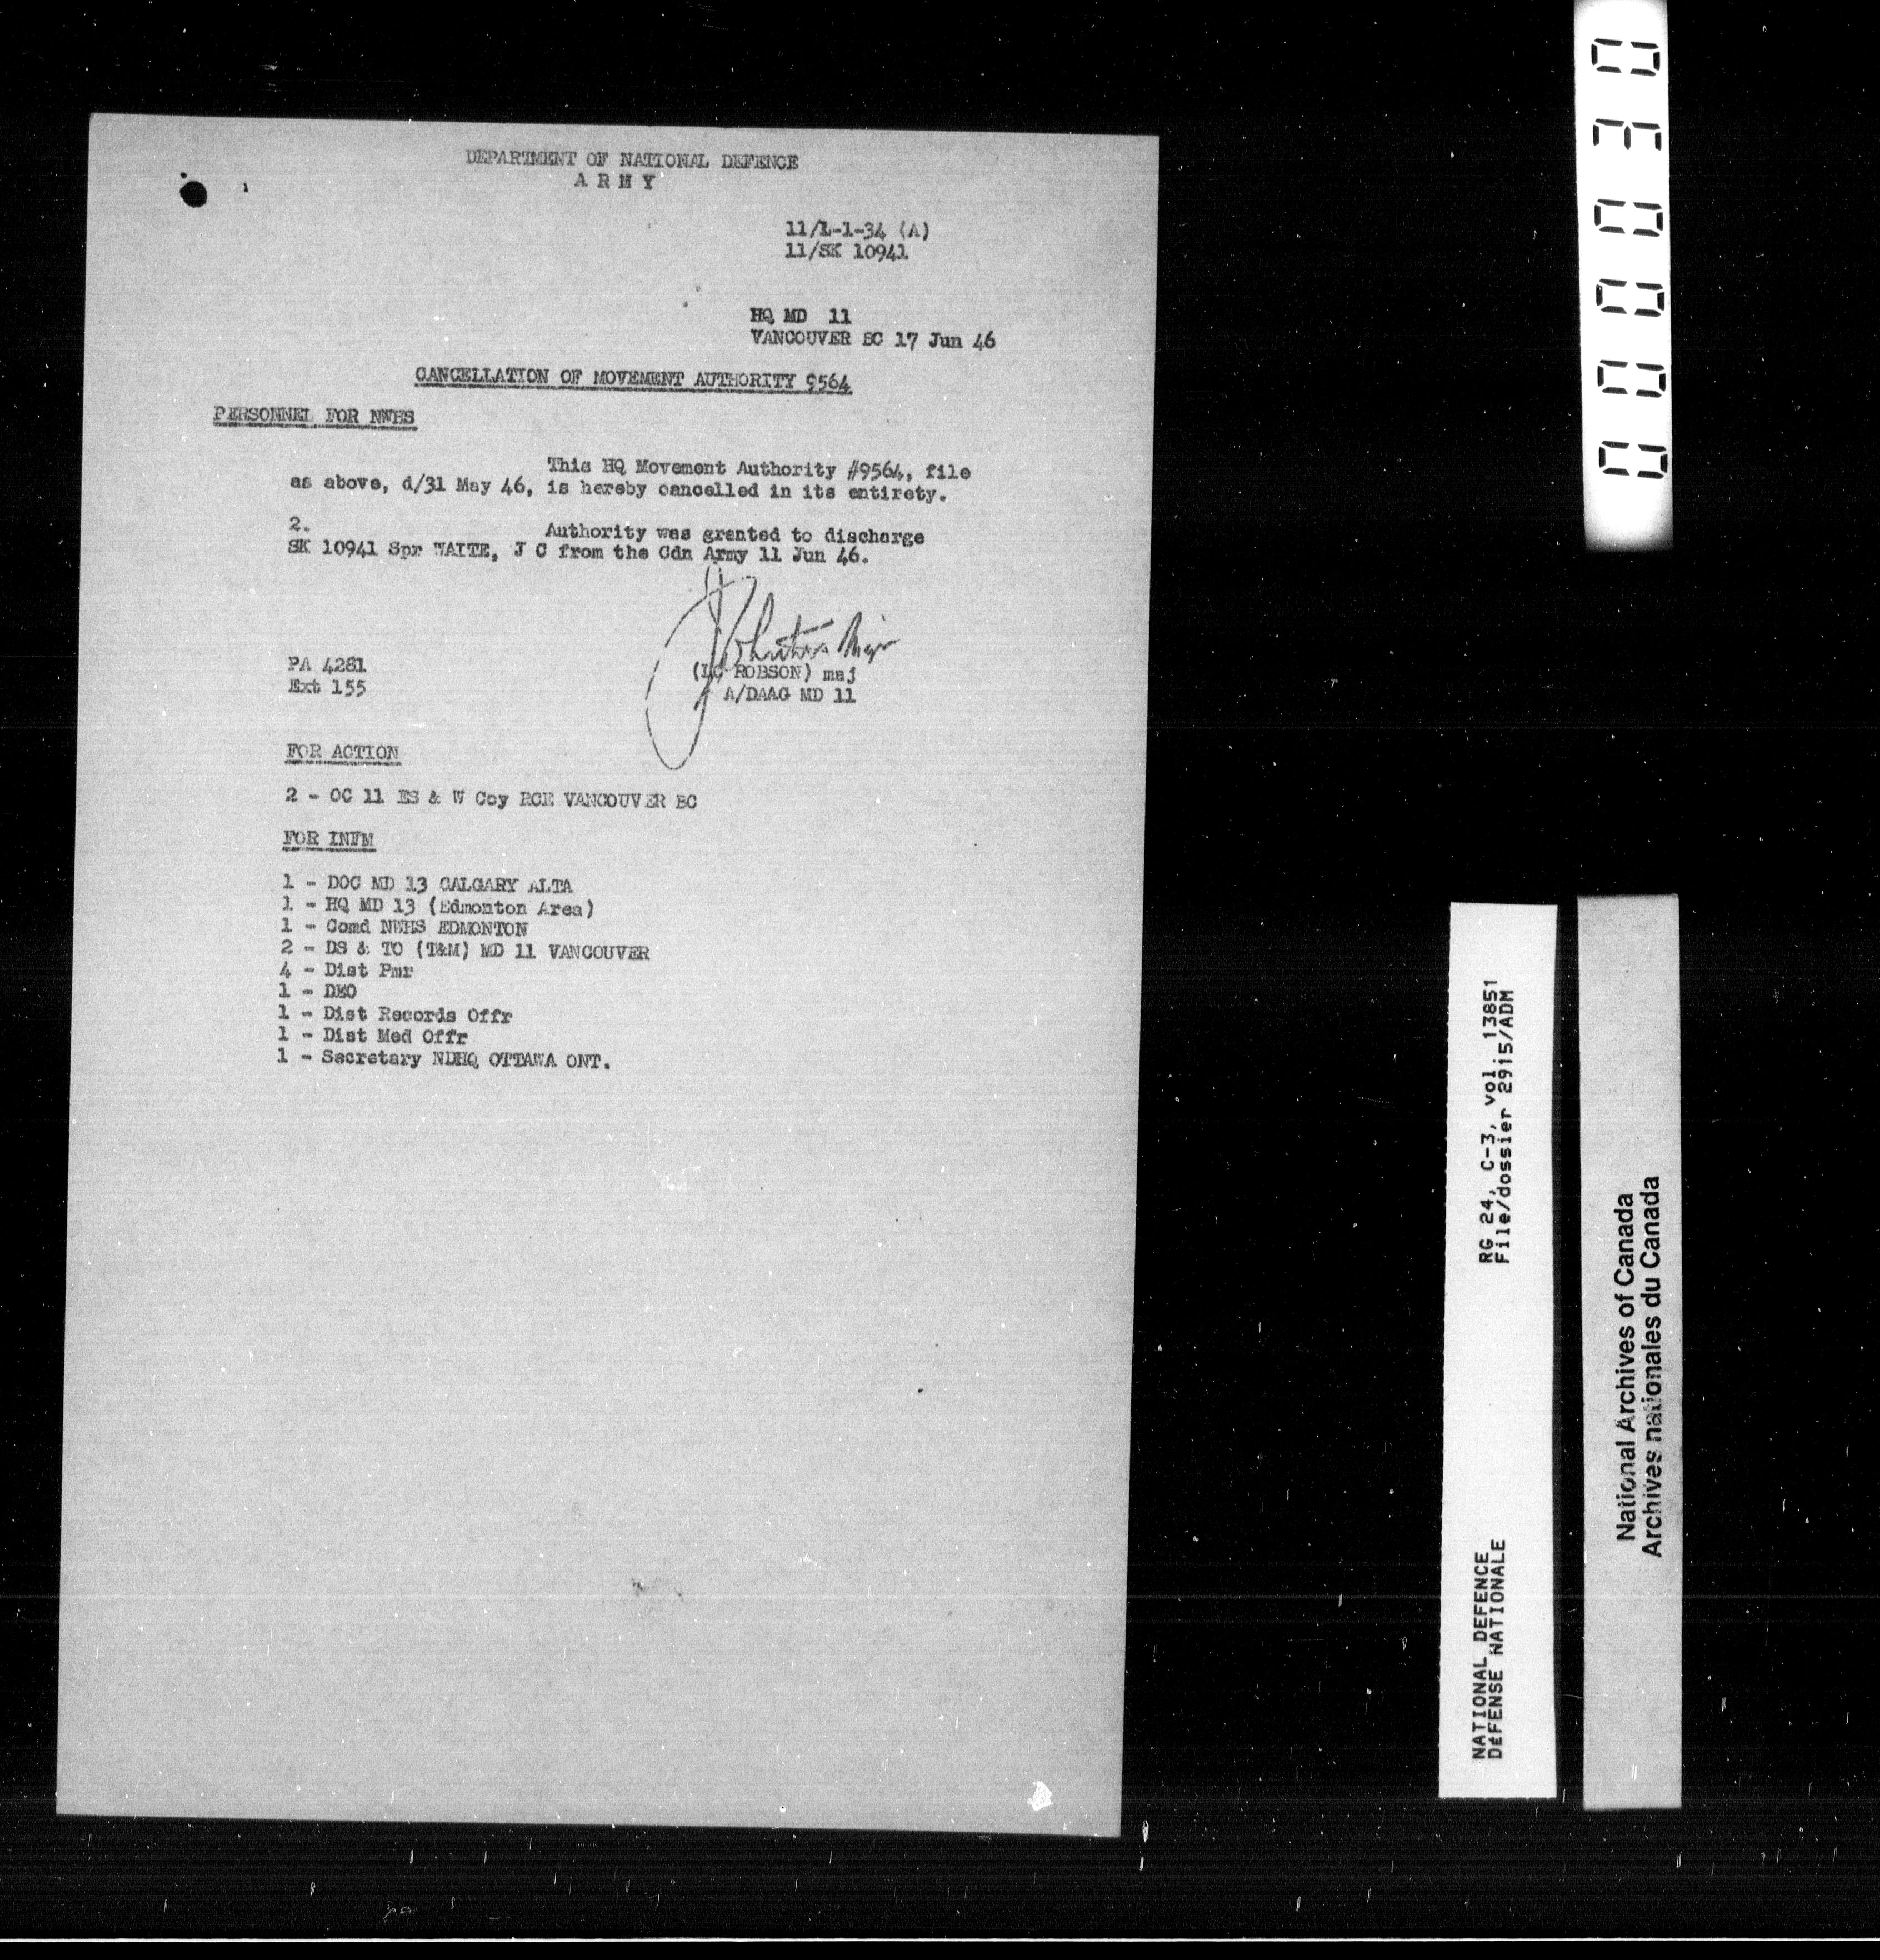 DEPARTMENT OF NATIONAL DEFENCE
A R M Y
11/L-1-34 (A)
11/SK 10941
HQ MD 11
VANCOUVER BC 17 Jun 46
CANCELLATION OF MOVEMENT AUTHORITY 9564
PERSONNEL FOR NWHS
This HQ Movement Authority #9564, file
as above, d/31 May 46, is hereby cancelled in its entirety.
2. Authority was granted to discharge
SK 10941 Spr WAITE, J C from the Cdn Army 11 Jun 46.
PA 4281
Ext 155
ROBSON) maj
A/DAAG MD 11
FOR ACTION
2 - OC 11 ES & W Coy RCE VANCOUVER BC
FOR INFM
1 - DOC MD 13 CALGARY ALTA
1 - HQ MD 13 (Edmonton Area)
1 - Comd NWHS EDMONTON
2 - DS & TO (T&M) MD 11 VANCOUVER
4 - Dist Pmr
1 - DEO
1 - Dist Records Offr
1 - Dist Med Offr
1 - Secretary NDHQ OTTAWA ONT.
RG 24, C-3, vol. 13851
File/dossier 2915/ADM
NATIONAL DEFENCE
DéFENSE NATIONALE
National Archives of Canada
Archives nationales du Canada
000030